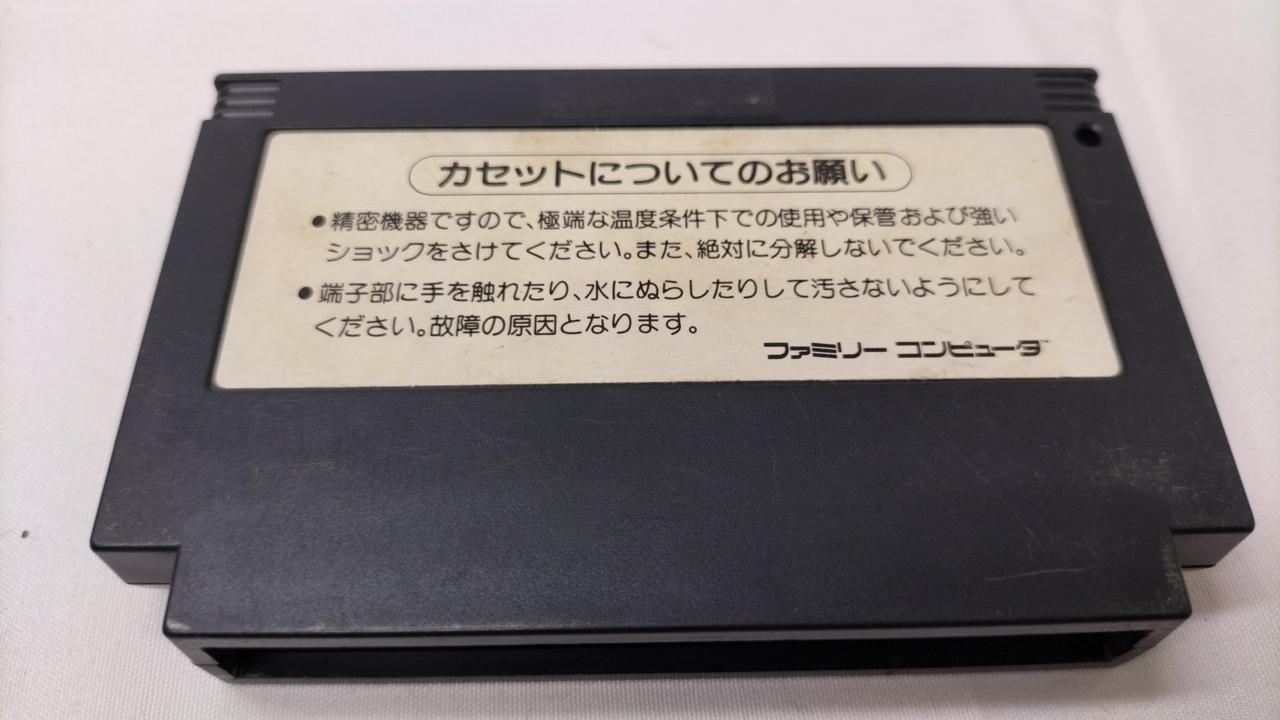 カセットについてのお願い
●精密機器ですので、極端な温度条件下での使用や保管および強い
ショックをさけてください。また、絶対に分解しないでください。
●端子部に手を触れたり、水にぬらしたりして汚さないようにして
ください。故障の原因となります。
ファミリー コンピュータ™